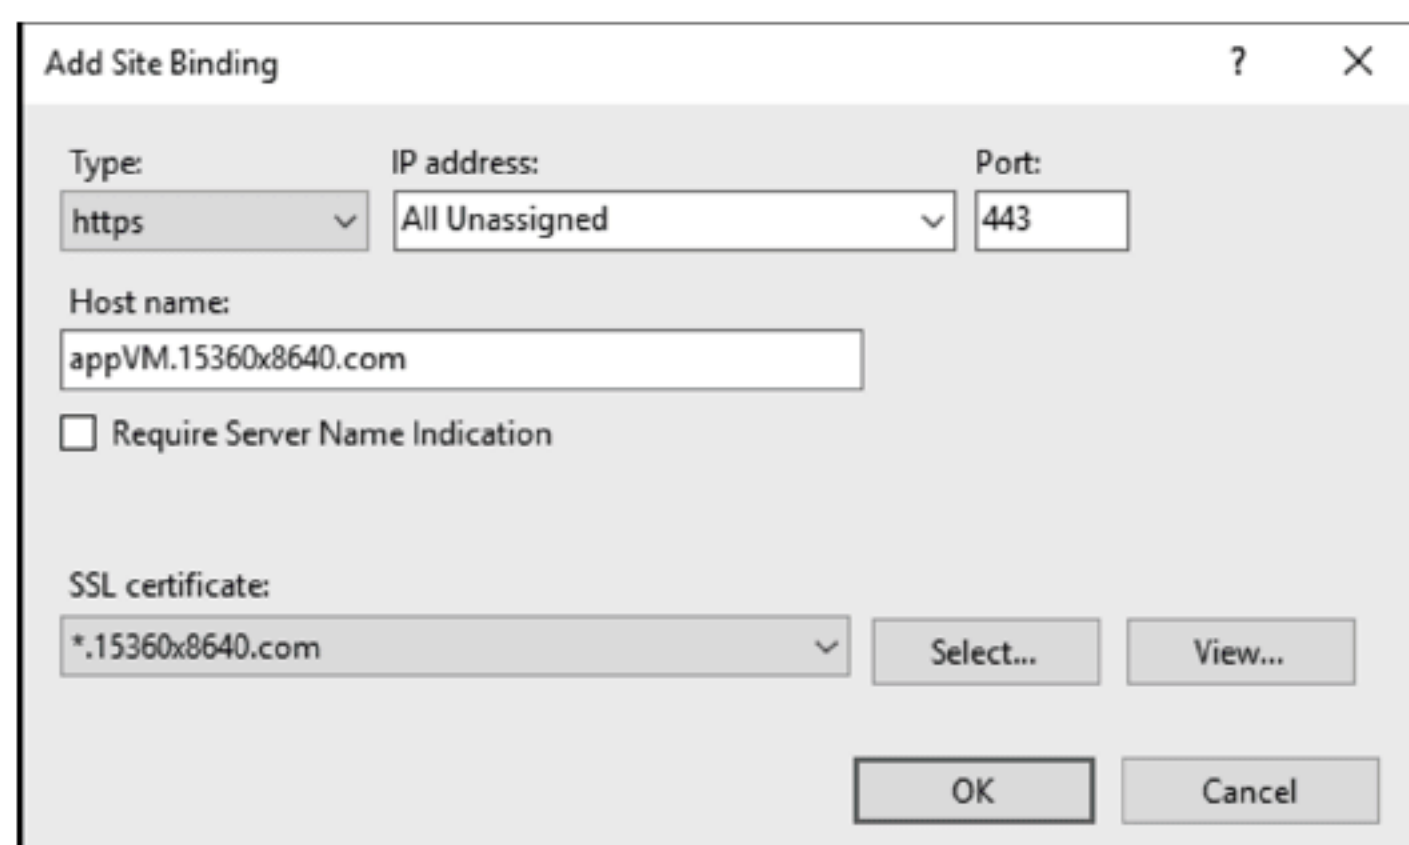 Add Site Binding ?
Type: IP address: Port:
https All Unassigned 443
Host name:
appVM.15360x8640.com
Require Server Name Indication
SSL certificate:
*.15360x8640.com Select... View...
OK Cancel